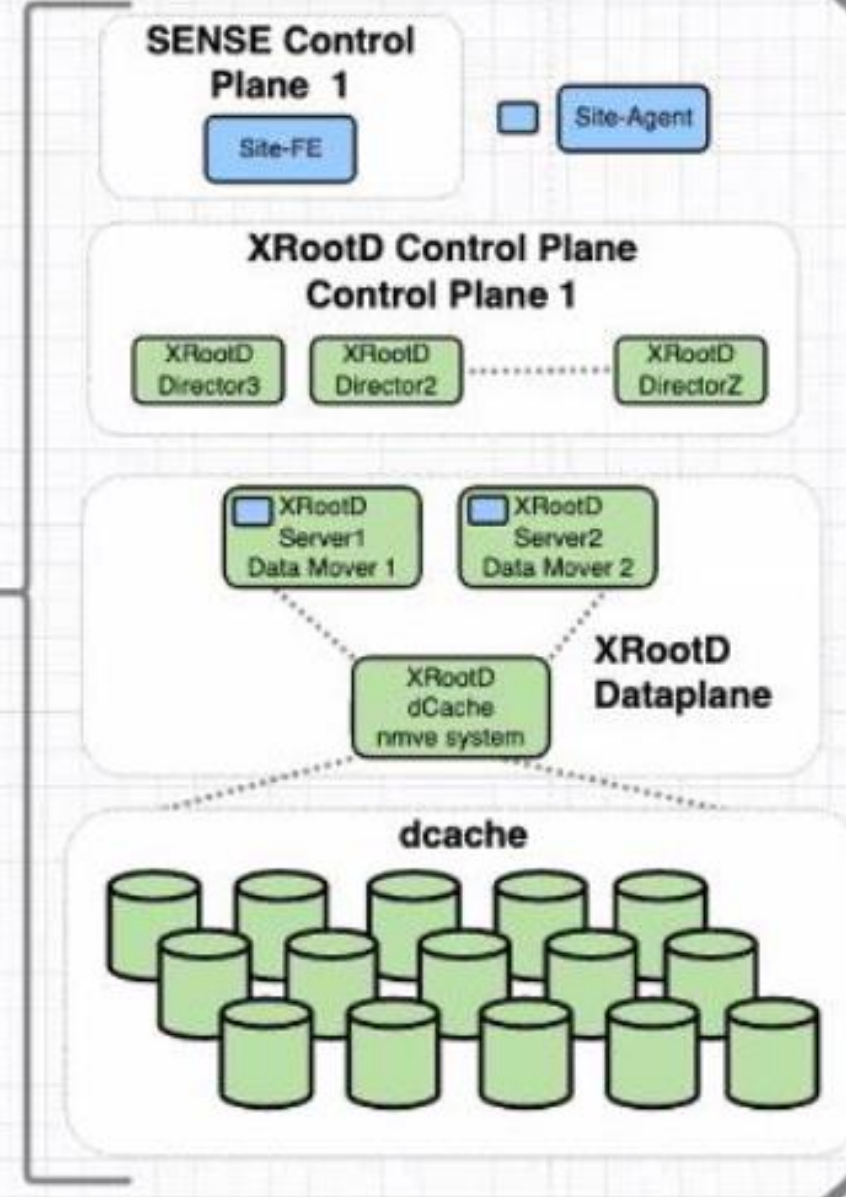 SENSE Control
Plane 1
Site-FE
Site-Agent
XRootD Control Plane
Control Plane 1
XRootD
Director3
XRootD
Director2
XRootD
DirectorZ
XRootD
Server1
Data Mover 1
XRootD
Server2
Data Mover 2
XRootD
dCache
nmve system
XRootD
Dataplane
dcache